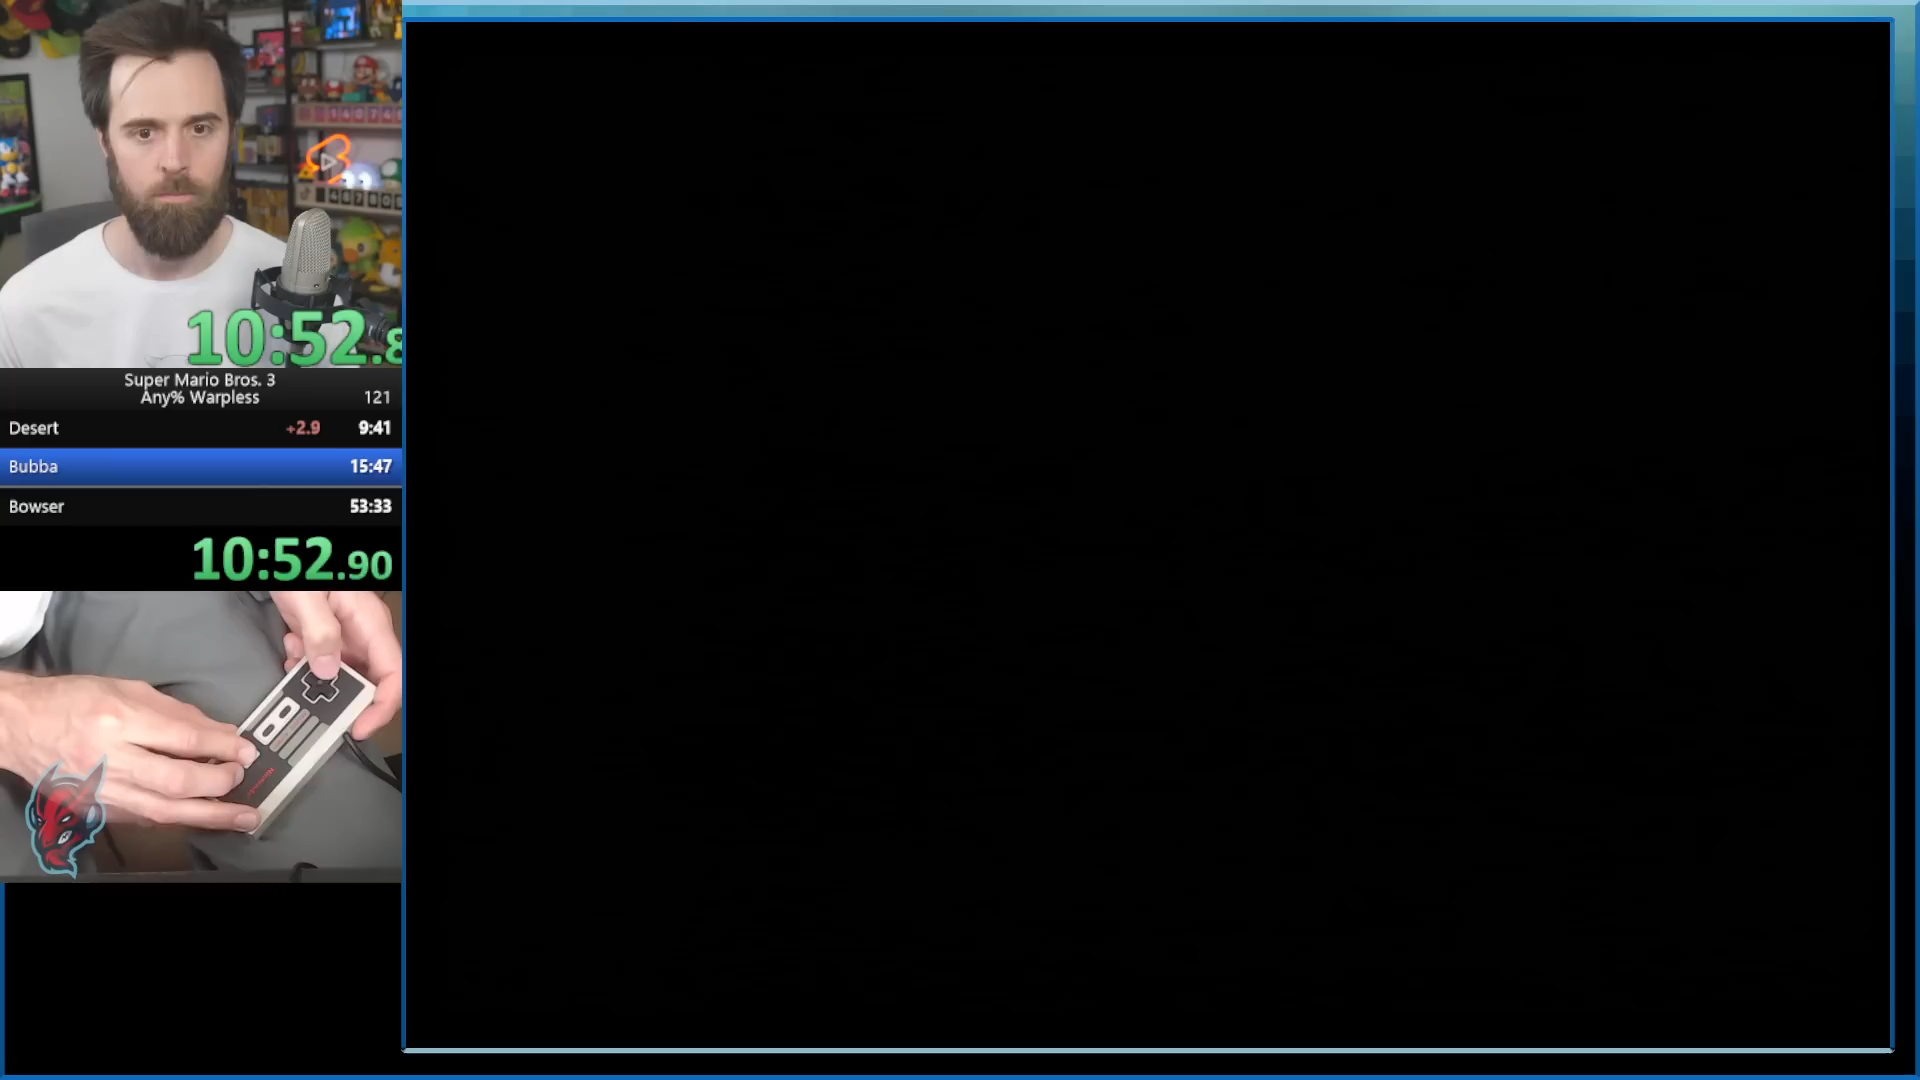 10:52.8
Super Mario Bros. 3
Any% Warpless 121
Desert +2.9 9:41
Bubba 15:47
Bowser 53:33
10:52.90
Nintendo